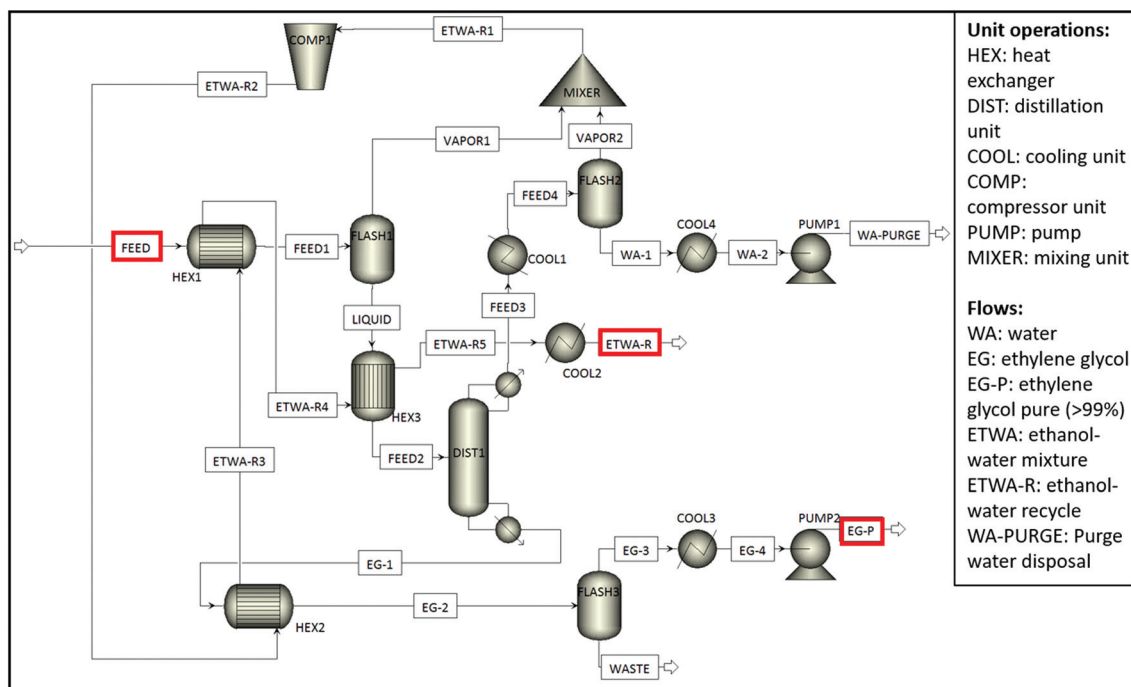 ETWA-R1
COMP1
ETWA-R2
MIXER
VAPOR1
VAPOR2
FLASH2
FEED4
FEED
FEED1
FLASH1
HEX1
COOL1
WA-1
COOL4
WA-2
PUMP1
WA-PURGE
FEED3
LIQUID
ETWA-R5
COOL2
ETWA-R
ETWA-R4
HEX3
ETWA-R3
FEED2
DIST1
EG-1
HEX2
EG-2
FLASH3
EG-3
COOL3
EG-4
PUMP2
EG-P
WASTE
Unit operations:
HEX: heat
exchanger
DIST: distillation
unit
COOL: cooling unit
COMP:
compressor unit
PUMP: pump
MIXER: mixing unit
Flows:
WA: water
EG: ethylene glycol
EG-P: ethylene
glycol pure (>99%)
ETWA: ethanol-
water mixture
ETWA-R: ethanol-
water recycle
WA-PURGE: Purge
water disposal